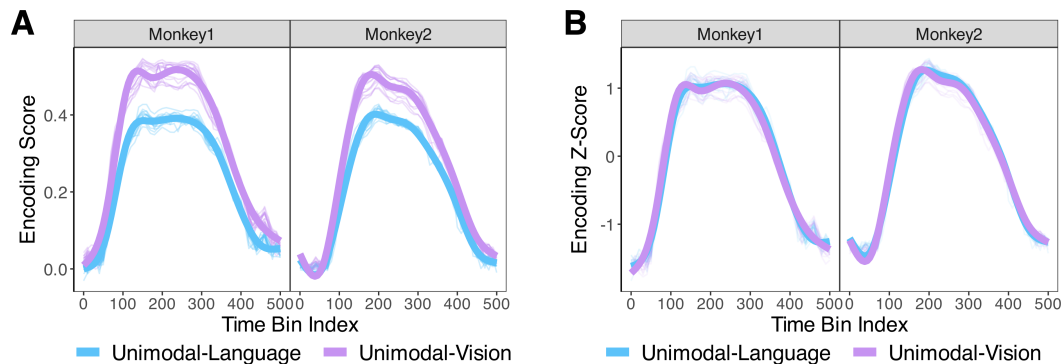 A
Monkey1 Monkey2
Encoding Score
0.4
0.2
0.0
0 100 200 300 400 500 0 100 200 300 400 500
Time Bin Index
Unimodal-Language Unimodal-Vision
B
Monkey1 Monkey2
Encoding Z-Score
1
0
-1
0 100 200 300 400 500 0 100 200 300 400 500
Time Bin Index
Unimodal-Language Unimodal-Vision